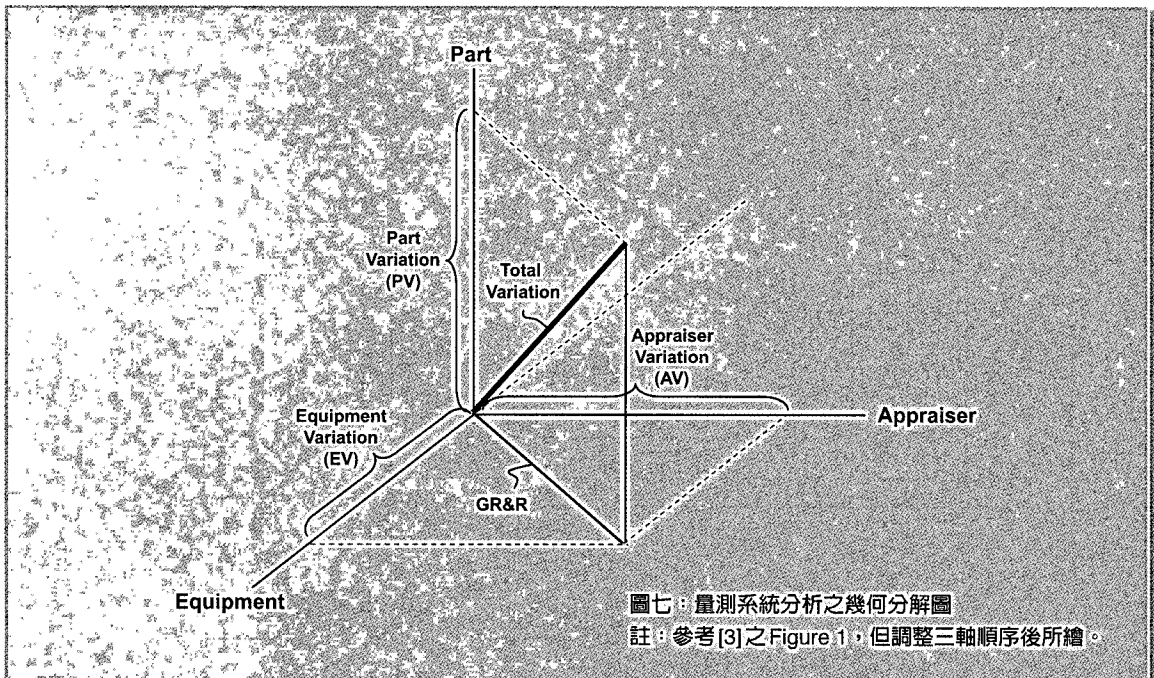 Part
Part
Variation
(PV)
Total
Variation
Appraiser
Variation
(AV)
Equipment
Variation
(EV)
Appraiser
GR&R
Equipment
圖七：量測系統分析之幾何分解圖
註：參考[3]之Figure 1，但調整三軸順序後所繪。